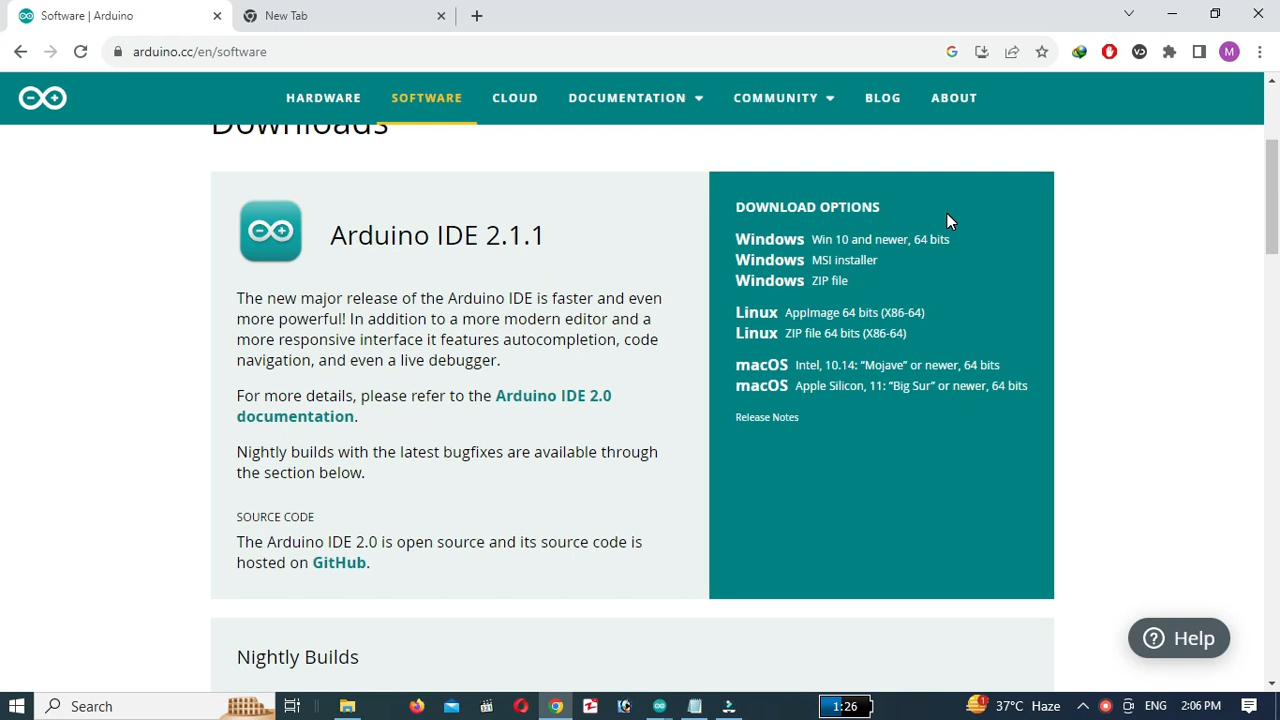 Software | Arduino
New Tab
arduino.cc/en/software
HARDWARE SOFTWARE CLOUD DOCUMENTATION COMMUNITY BLOG ABOUT
Downloads
Arduino IDE 2.1.1
The new major release of the Arduino IDE is faster and even
more powerful! In addition to a more modern editor and a
more responsive interface it features autocompletion, code
navigation, and even a live debugger.
For more details, please refer to the Arduino IDE 2.0
documentation.
Nightly builds with the latest bugfixes are available through
the section below.
SOURCE CODE
The Arduino IDE 2.0 is open source and its source code is
hosted on GitHub.
DOWNLOAD OPTIONS
Windows Win 10 and newer, 64 bits
Windows MSI installer
Windows ZIP file
Linux AppImage 64 bits (X86-64)
Linux ZIP file 64 bits (X86-64)
macOS Intel, 10.14: “Mojave” or newer, 64 bits
macOS Apple Silicon, 11: “Big Sur” or newer, 64 bits
Release Notes
Nightly Builds
Help
Search
1:26
37°C Haze
ENG
2:06 PM